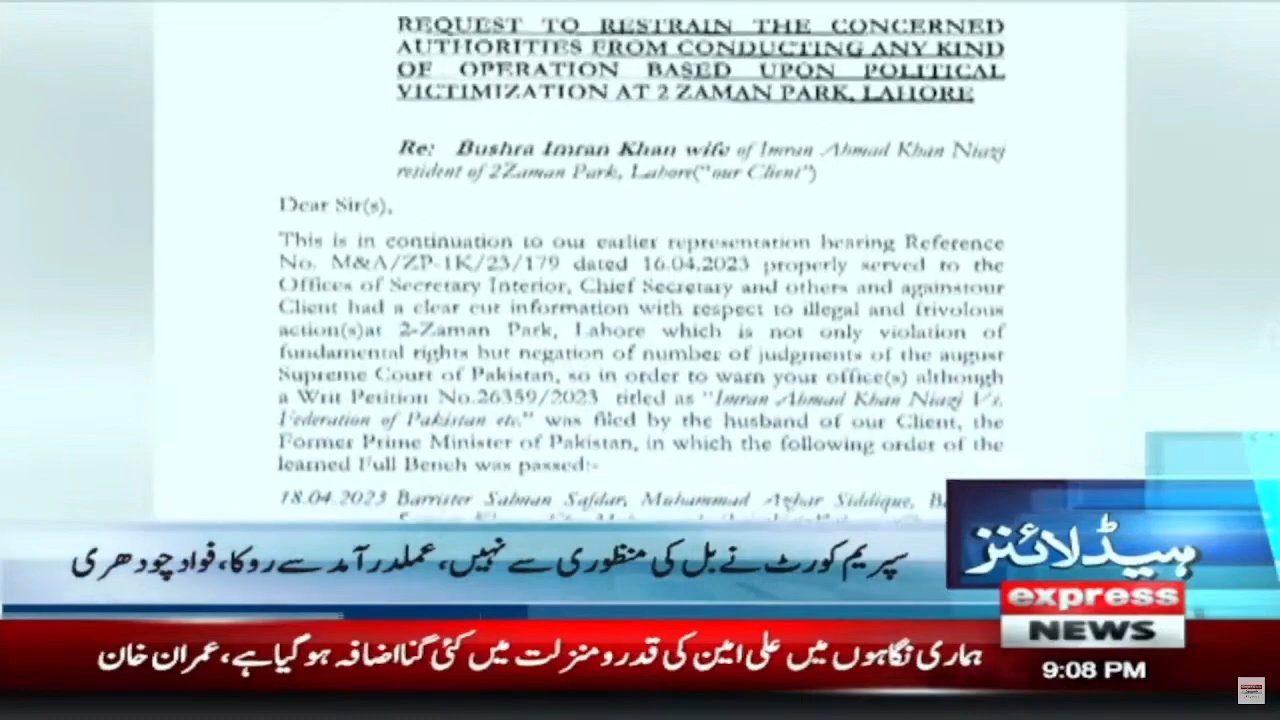 REQUEST TO RESTRAIN THE CONCERNED
AUTHORITIES FROM CONDUCTING ANY KIND
OF OPERATION BASED UPON POLITICAL
VICTIMIZATION AT 2 ZAMAN PARK, LAHORE
Re: Bushra Imran Khan wife of Imran Ahmad Khan Niazi
resident of 2Zaman Park, Lahore("our Client")
Dear Sir(s),
This is in continuation to our earlier representation bearing Reference
No. M&A/ZP-1K/23/179 dated 16.04.2023 properly served to the
Offices of Secretary Interior, Chief Secretary and others and againstour
Client had a clear cut information with respect to illegal and frivolous
action(s)at 2-Zaman Park, Lahore which is not only violation of
fundamental rights but negation of number of judgments of the august
Supreme Court of Pakistan, so in order to warn your office(s) although
a Writ Petition No.26359/2023 titled as "Imran Ahmad Khan Niazi Vs.
Federation of Pakistan etc." was filed by the husband of our Client, the
Former Prime Minister of Pakistan, in which the following order of the
learned Full Bench was passed:-
18.04.2023 Barrister Salman Safdar, Muhammad Azhar Siddique,
ہیڈلائنز
سپریم کورٹ نے بل کی منظوری سے نہیں، عملدرآمد سے روکا، فواد چودھری
express
NEWS
ہماری نگاہوں میں علی امین کی قدرومنزلت میں کئی گنا اضافہ ہو گیا ہے، عمران خان
9:08 PM